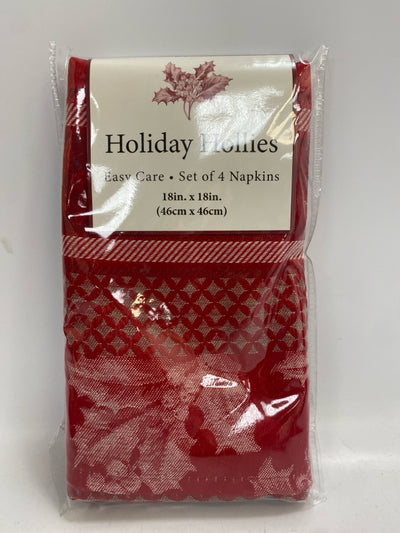 Holiday Hollies
Easy Care • Set of 4 Napkins
18in. x 18in.
(46cm x 46cm)